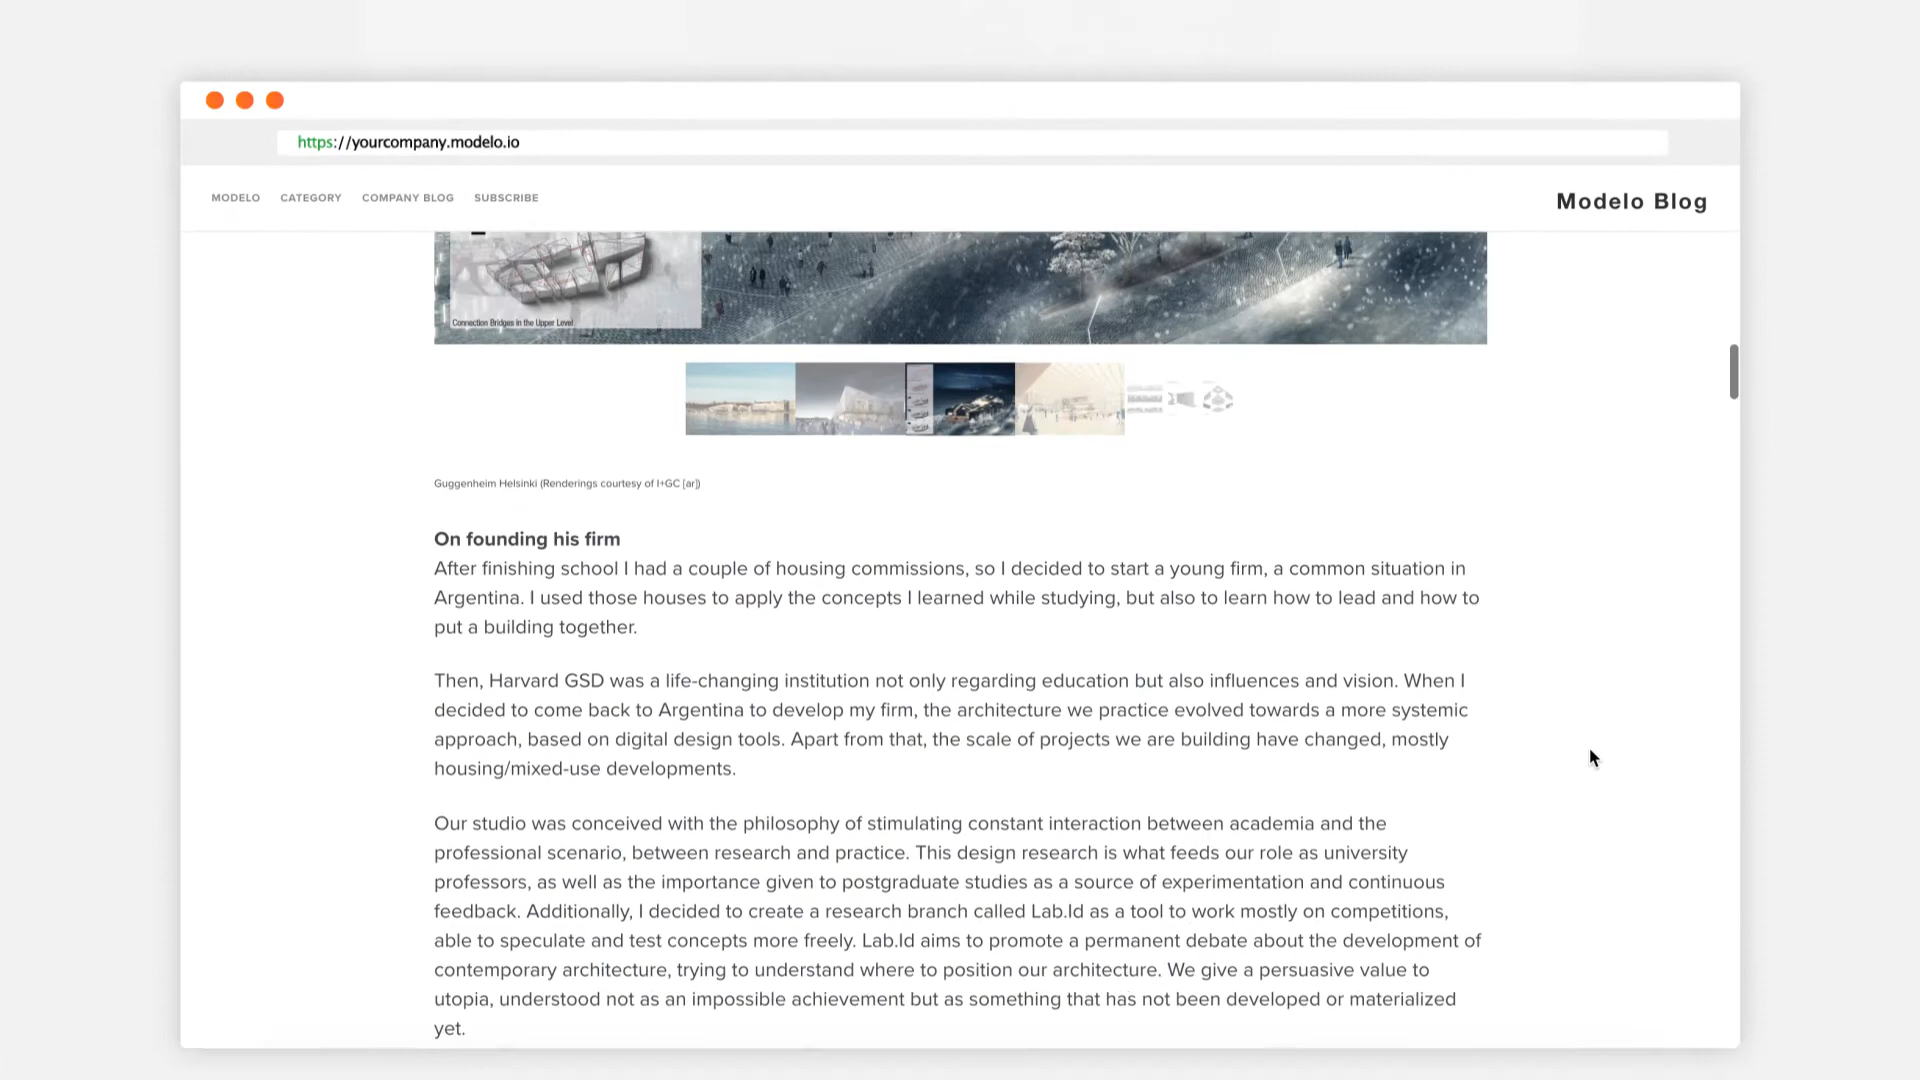 https://yourcompany.modelo.io
MODELO CATEGORY COMPANY BLOG SUBSCRIBE
Modelo Blog
Connection Bridges in the Upper Level
Guggenheim Helsinki (Renderings courtesy of I+GC [ar])
On founding his firm
After finishing school I had a couple of housing commissions, so I decided to start a young firm, a common situation in
Argentina. I used those houses to apply the concepts I learned while studying, but also to learn how to lead and how to
put a building together.
Then, Harvard GSD was a life-changing institution not only regarding education but also influences and vision. When I
decided to come back to Argentina to develop my firm, the architecture we practice evolved towards a more systemic
approach, based on digital design tools. Apart from that, the scale of projects we are building have changed, mostly
housing/mixed-use developments.
Our studio was conceived with the philosophy of stimulating constant interaction between academia and the
professional scenario, between research and practice. This design research is what feeds our role as university
professors, as well as the importance given to postgraduate studies as a source of experimentation and continuous
feedback. Additionally, I decided to create a research branch called Lab.Id as a tool to work mostly on competitions,
able to speculate and test concepts more freely. Lab.Id aims to promote a permanent debate about the development of
contemporary architecture, trying to understand where to position our architecture. We give a persuasive value to
utopia, understood not as an impossible achievement but as something that has not been developed or materialized
yet.